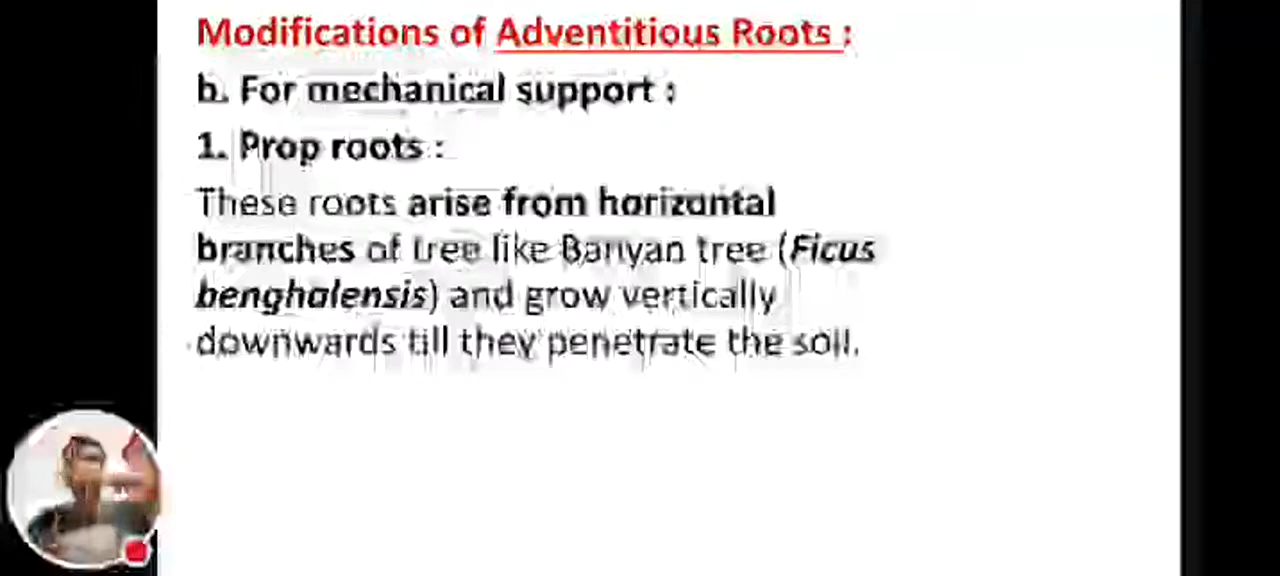 Modifications of Adventitious Roots :
b. For mechanical support :
1. Prop roots :
These roots arise from horizontal
branches of tree like Banyan tree (Ficus
benghalensis) and grow vertically
downwards till they penetrate the soil.